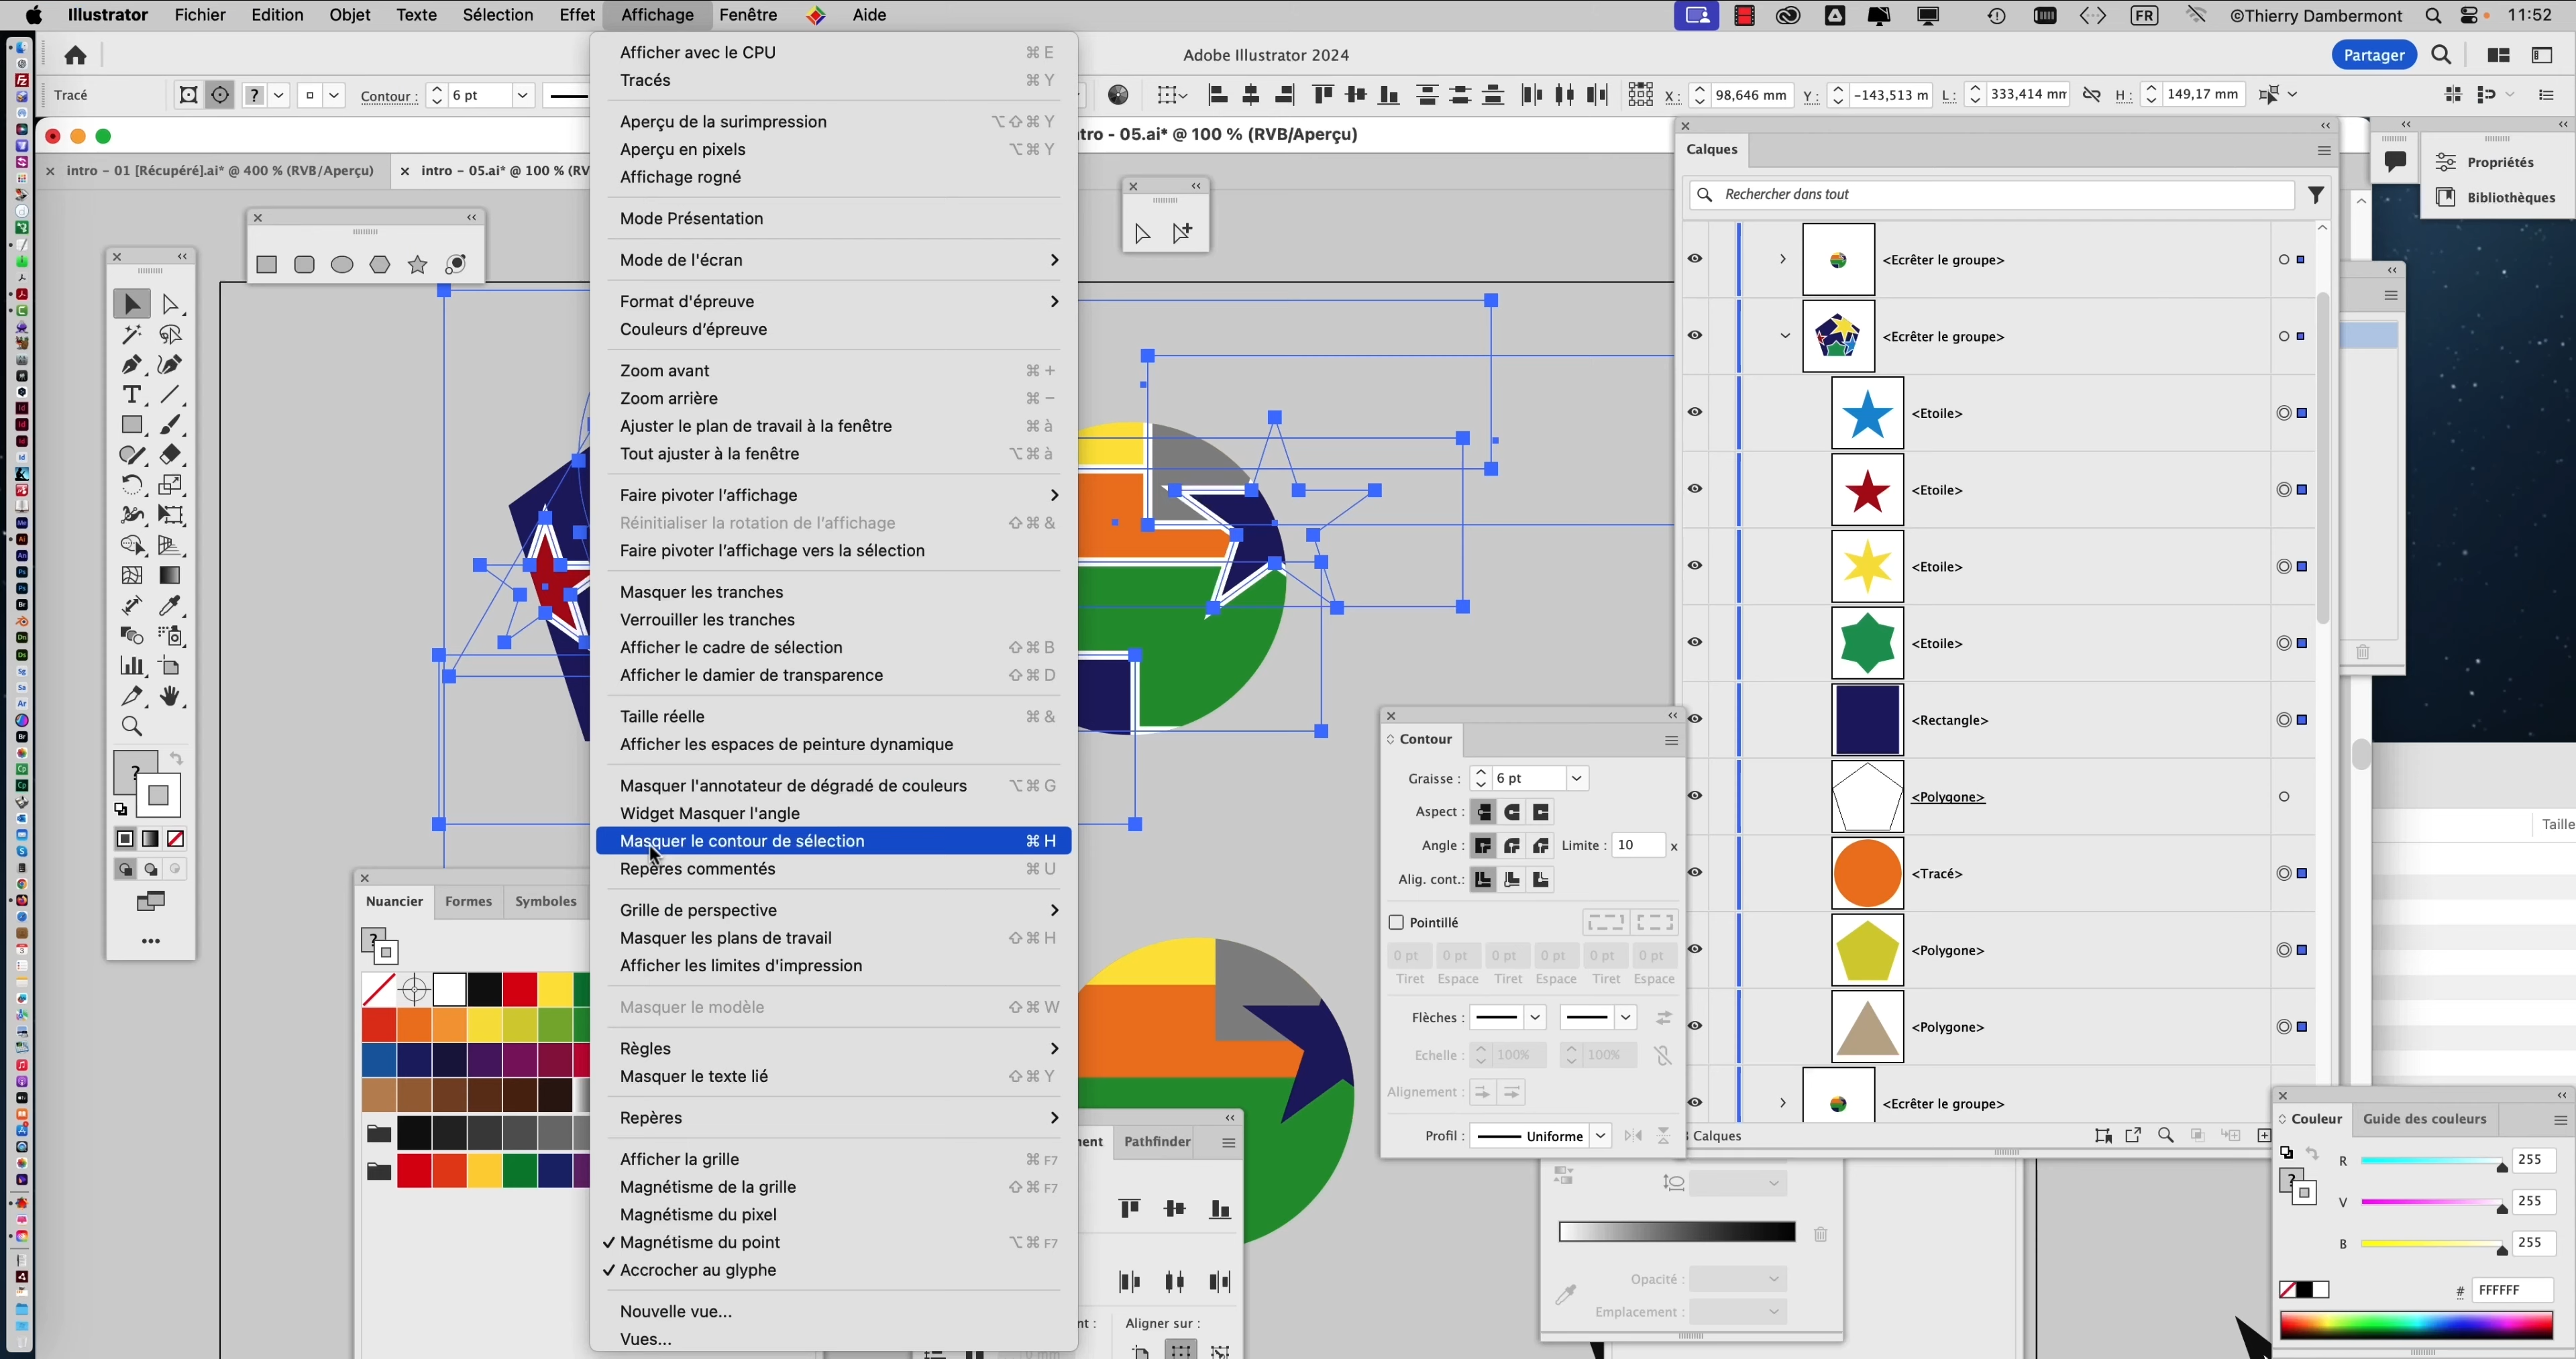 Illustrator Fichier Edition Objet Texte Sélection Effet Affichage Fenêtre Aide FR ©Thierry Dambermont 11:52
Adobe Illustrator 2024 Partager
Tracé ? Contour : 6 pt X : 98,646 mm Y : -143,513 m L : 333,414 mm H : 149,17 mm
tro - 05.ai* @ 100 % (RVB/Aperçu)
intro - 01 [Récupéré].ai* @ 400 % (RVB/Aperçu) intro - 05.ai* @ 100 % (RV
Afficher avec le CPU ⌘ E
Tracés ⌘ Y
Aperçu de la surimpression ⌥⇧⌘ Y
Aperçu en pixels ⌥⌘ Y
Affichage rogné
Mode Présentation
Mode de l'écran
Format d'épreuve
Couleurs d'épreuve
Zoom avant ⌘ +
Zoom arrière ⌘ −
Ajuster le plan de travail à la fenêtre ⌘ à
Tout ajuster à la fenêtre ⌥⌘ à
Faire pivoter l'affichage
Réinitialiser la rotation de l'affichage ⇧⌘ &
Faire pivoter l'affichage vers la sélection
Masquer les tranches
Verrouiller les tranches
Afficher le cadre de sélection ⇧⌘ B
Afficher le damier de transparence ⇧⌘ D
Taille réelle ⌘ &
Afficher les espaces de peinture dynamique
Masquer l'annotateur de dégradé de couleurs ⌥⌘ G
Widget Masquer l'angle
Masquer le contour de sélection ⌘ H
Repères commentés ⌘ U
Grille de perspective
Masquer les plans de travail ⇧⌘ H
Afficher les limites d'impression
Masquer le modèle ⇧⌘ W
Règles
Masquer le texte lié ⇧⌘ Y
Repères
Afficher la grille ⌘ F7
Magnétisme de la grille ⇧⌘ F7
Magnétisme du pixel
✓ Magnétisme du point ⌥⌘ F7
✓ Accrocher au glyphe
Nouvelle vue...
Vues...
Nuancier Formes Symboles
?
Calques
Rechercher dans tout
<Ecrêter le groupe>
<Ecrêter le groupe>
<Etoile>
<Etoile>
<Etoile>
<Etoile>
<Rectangle>
<Polygone>
<Tracé>
<Polygone>
<Polygone>
<Ecrêter le groupe>
Calques
Propriétés
Bibliothèques
Contour
Graisse : 6 pt
Aspect :
Angle : Limite : 10 x
Alig. cont.:
Pointillé
0 pt 0 pt 0 pt 0 pt 0 pt 0 pt
Tiret Espace Tiret Espace Tiret Espace
Flèches :
Echelle : 100% 100%
Alignement :
Profil : Uniforme
ment Pathfinder
nt : Aligner sur :
0 mm
Opacité :
Emplacement :
Taille
Couleur Guide des couleurs
R 255
V 255
B 255
# FFFFFF